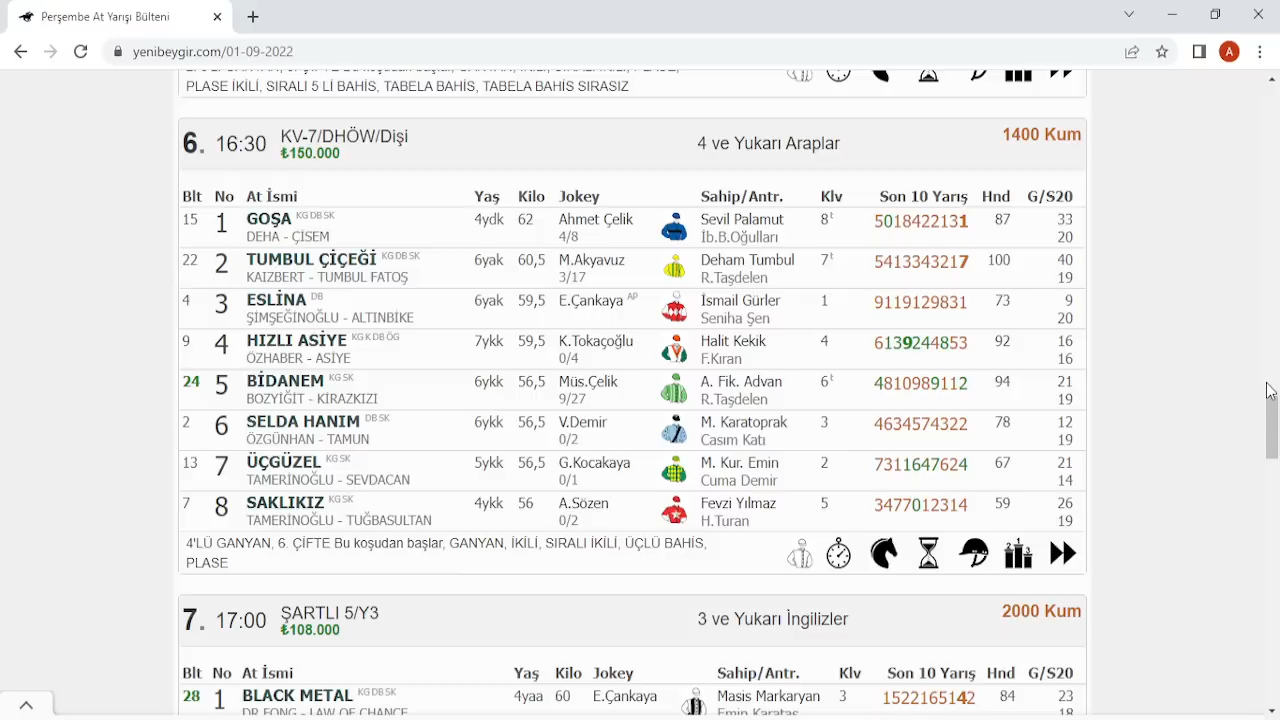 Perşembe At Yarışı Bülteni
yenibeygir.com/01-09-2022
A
PLASE İKİLİ, SIRALI 5 Lİ BAHİS, TABELA BAHİS, TABELA BAHİS SIRASIZ
6. 16:30 KV-7/DHÖW/Dişi 4 ve Yukarı Araplar 1400 Kum
₺150.000
Blt No At İsmi Yaş Kilo Jokey Sahip/Antr. Klv Son 10 Yarış Hnd G/S20
15 1 GOŞA KG DB SK 4ydk 62 Ahmet Çelik Sevil Palamut 8t 5018422131 87 33
DEHA - ÇİSEM 4/8 İb.B.Oğulları 20
22 2 TUMBUL ÇİÇEĞİ KG DB SK 6yak 60,5 M.Akyavuz Deham Tumbul 7t 5413343217 100 40
KAIZBERT - TUMBUL FATOŞ 3/17 R.Taşdelen 19
4 3 ESLİNA DB 6yak 59,5 E.Çankaya AP İsmail Gürler 1 9119129831 73 9
ŞİMŞEĞİNOĞLU - ALTINBİKE Seniha Şen 20
9 4 HIZLI ASİYE KG K DB ÖG 7ykk 59,5 K.Tokaçoğlu Halit Kekik 4 6139244853 92 16
ÖZHABER - ASİYE 0/4 F.Kıran 16
24 5 BİDANEM KG SK 6ykk 56,5 Müs.Çelik A. Fik. Advan 6t 4810989112 94 21
BOZYİĞİT - KIRAZKIZI 9/27 R.Taşdelen 19
2 6 SELDA HANIM DB SK 6ykk 56,5 V.Demir M. Karatoprak 3 4634574322 78 12
ÖZGÜNHAN - TAMUN 0/2 Casım Katı 19
13 7 ÜÇGÜZEL KG SK 5ykk 56,5 G.Kocakaya M. Kur. Emin 2 7311647624 67 21
TAMERİNOĞLU - SEVDACAN 0/1 Cuma Demir 14
7 8 SAKLIKIZ KG SK 4ykk 56 A.Sözen Fevzi Yılmaz 5 3477012314 59 26
TAMERİNOĞLU - TUĞBASULTAN 0/2 H.Turan 19
4'LÜ GANYAN, 6. ÇİFTE Bu koşudan başlar, GANYAN, İKİLİ, SIRALI İKİLİ, ÜÇLÜ BAHİS,
PLASE
7. 17:00 ŞARTLI 5/Y3 3 ve Yukarı İngilizler 2000 Kum
₺108.000
Blt No At İsmi Yaş Kilo Jokey Sahip/Antr. Klv Son 10 Yarış Hnd G/S20
28 1 BLACK METAL KG DB SK 4yaa 60 E.Çankaya Masis Markaryan 3 1522165142 84 23
DR FONG - LAW OF CHANCE Emin Karataş 18